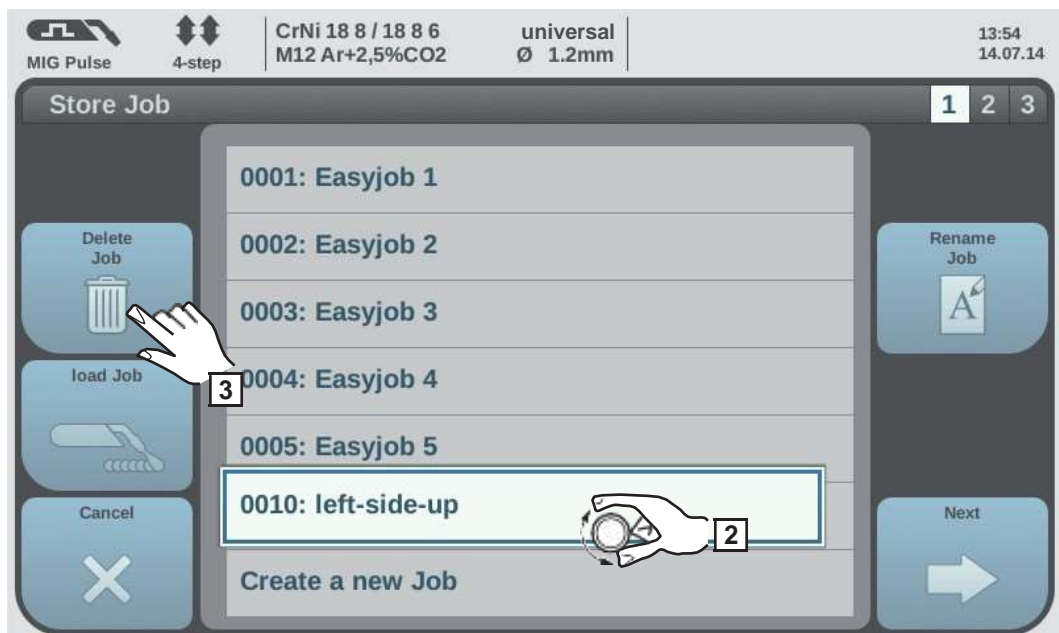 MIG Pulse
4-step
CrNi 18 8 / 18 8 6
M12 Ar+2,5%CO2
universal
Ø 1.2mm
13:54
14.07.14
Store Job
1 2 3
0001: Easyjob 1
0002: Easyjob 2
0003: Easyjob 3
0004: Easyjob 4
0005: Easyjob 5
0010: left-side-up
Create a new Job
Delete
Job
3
load Job
Cancel
Rename
Job
A
2
Next